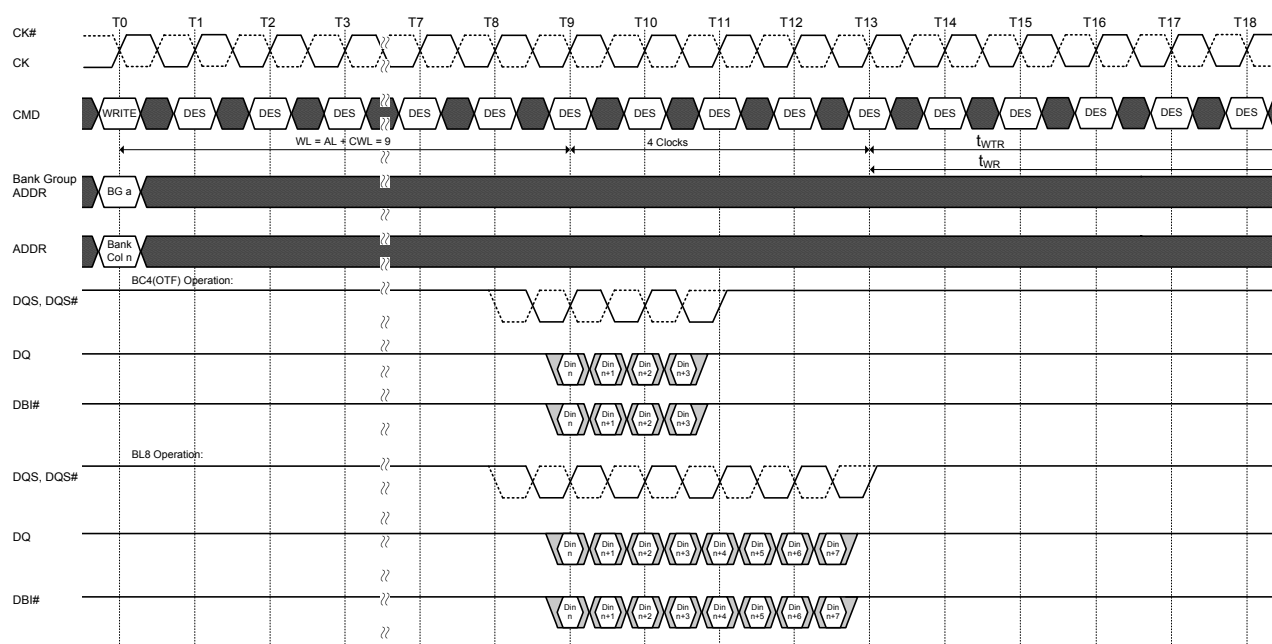 T0 T1 T2 T3 T7 T8 T9 T10 T11 T12 T13 T14 T15 T16 T17 T18
CK#
CK
CMD WRITE DES DES DES DES DES DES DES DES DES DES DES DES DES DES DES
WL = AL + CWL = 9 4 Clocks tWTR
tWR
Bank Group
ADDR BG a
ADDR Bank
Col n
BC4(OTF) Operation:
DQS, DQS#
DQ Din n Din n+1 Din n+2 Din n+3
DBI# Din n Din n+1 Din n+2 Din n+3
BL8 Operation:
DQS, DQS#
DQ Din n Din n+1 Din n+2 Din n+3 Din n+4 Din n+5 Din n+6 Din n+7
DBI# Din n Din n+1 Din n+2 Din n+3 Din n+4 Din n+5 Din n+6 Din n+7